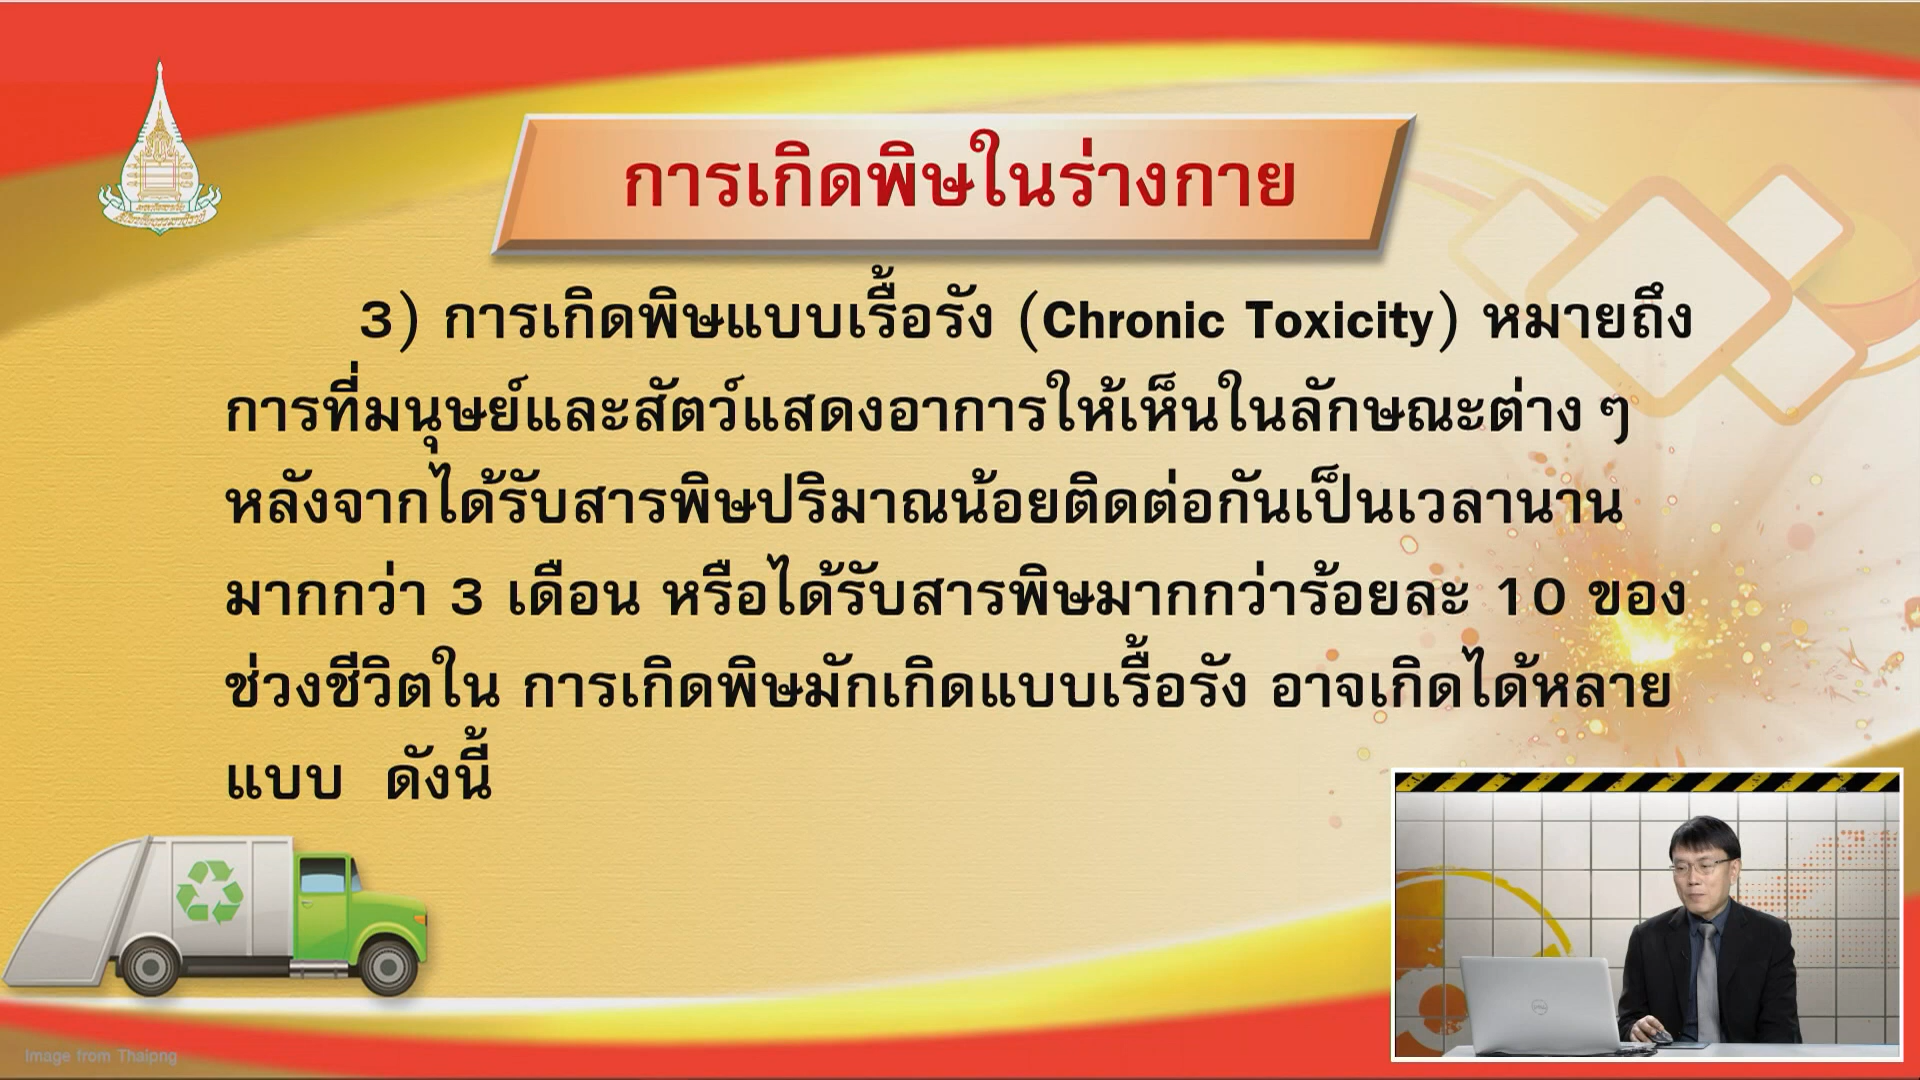 การเกิดพิษในร่างกาย
3) การเกิดพิษแบบเรื้อรัง (Chronic Toxicity) หมายถึง
การที่มนุษย์และสัตว์แสดงอาการให้เห็นในลักษณะต่าง ๆ
หลังจากได้รับสารพิษปริมาณน้อยติดต่อกันเป็นเวลานาน
มากกว่า 3 เดือน หรือได้รับสารพิษมากกว่าร้อยละ 10 ของ
ช่วงชีวิตใน การเกิดพิษมักเกิดแบบเรื้อรัง อาจเกิดได้หลาย
แบบ ดังนี้
Image from Thaipng